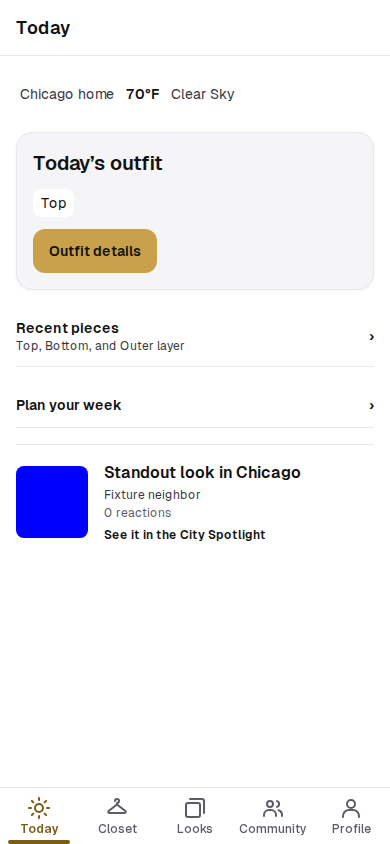 Today
Chicago home 70°F Clear Sky
Today’s outfit
Top
Outfit details
Recent pieces
Top, Bottom, and Outer layer
Plan your week
Standout look in Chicago
Fixture neighbor
0 reactions
See it in the City Spotlight
Today Closet Looks Community Profile